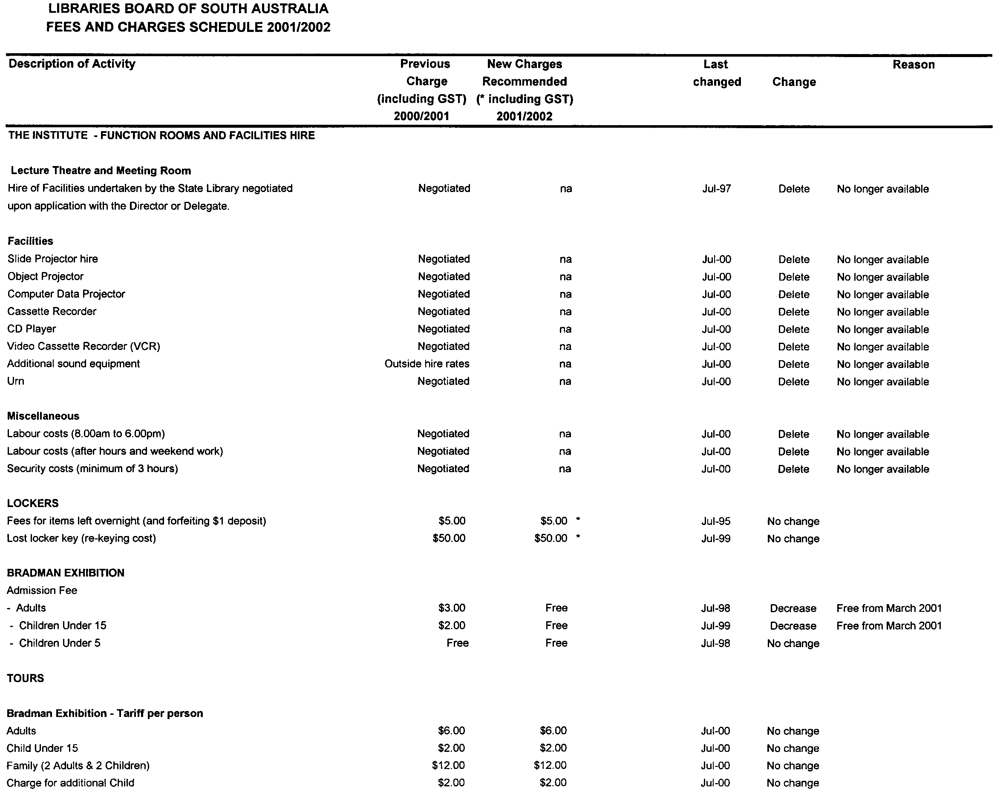 LIBRARIES BOARD OF SOUTH AUSTRALIA
FEES AND CHARGES SCHEDULE 2001/2002
Description of Activity Previous New Charges Last Reason
Charge Recommended changed Change
(including GST) (* including GST)
2000/2001 2001/2002
THE INSTITUTE - FUNCTION ROOMS AND FACILITIES HIRE
Lecture Theatre and Meeting Room
Hire of Facilities undertaken by the State Library negotiated Negotiated na Jul-97 Delete No longer available
upon application with the Director or Delegate.
Facilities
Slide Projector hire Negotiated na Jul-00 Delete No longer available
Object Projector Negotiated na Jul-00 Delete No longer available
Computer Data Projector Negotiated na Jul-00 Delete No longer available
Cassette Recorder Negotiated na Jul-00 Delete No longer available
CD Player Negotiated na Jul-00 Delete No longer available
Video Cassette Recorder (VCR) Negotiated na Jul-00 Delete No longer available
Additional sound equipment Outside hire rates na Jul-00 Delete No longer available
Urn Negotiated na Jul-00 Delete No longer available
Miscellaneous
Labour costs (8.00am to 6.00pm) Negotiated na Jul-00 Delete No longer available
Labour costs (after hours and weekend work) Negotiated na Jul-00 Delete No longer available
Security costs (minimum of 3 hours) Negotiated na Jul-00 Delete No longer available
LOCKERS
Fees for items left overnight (and forfeiting $1 deposit) $5.00 $5.00 * Jul-95 No change
Lost locker key (re-keying cost) $50.00 $50.00 * Jul-99 No change
BRADMAN EXHIBITION
Admission Fee
- Adults $3.00 Free Jul-98 Decrease Free from March 2001
- Children Under 15 $2.00 Free Jul-99 Decrease Free from March 2001
- Children Under 5 Free Free Jul-98 No change
TOURS
Bradman Exhibition - Tariff per person
Adults $6.00 $6.00 Jul-00 No change
Child Under 15 $2.00 $2.00 Jul-00 No change
Family (2 Adults & 2 Children) $12.00 $12.00 Jul-00 No change
Charge for additional Child $2.00 $2.00 Jul-00 No change